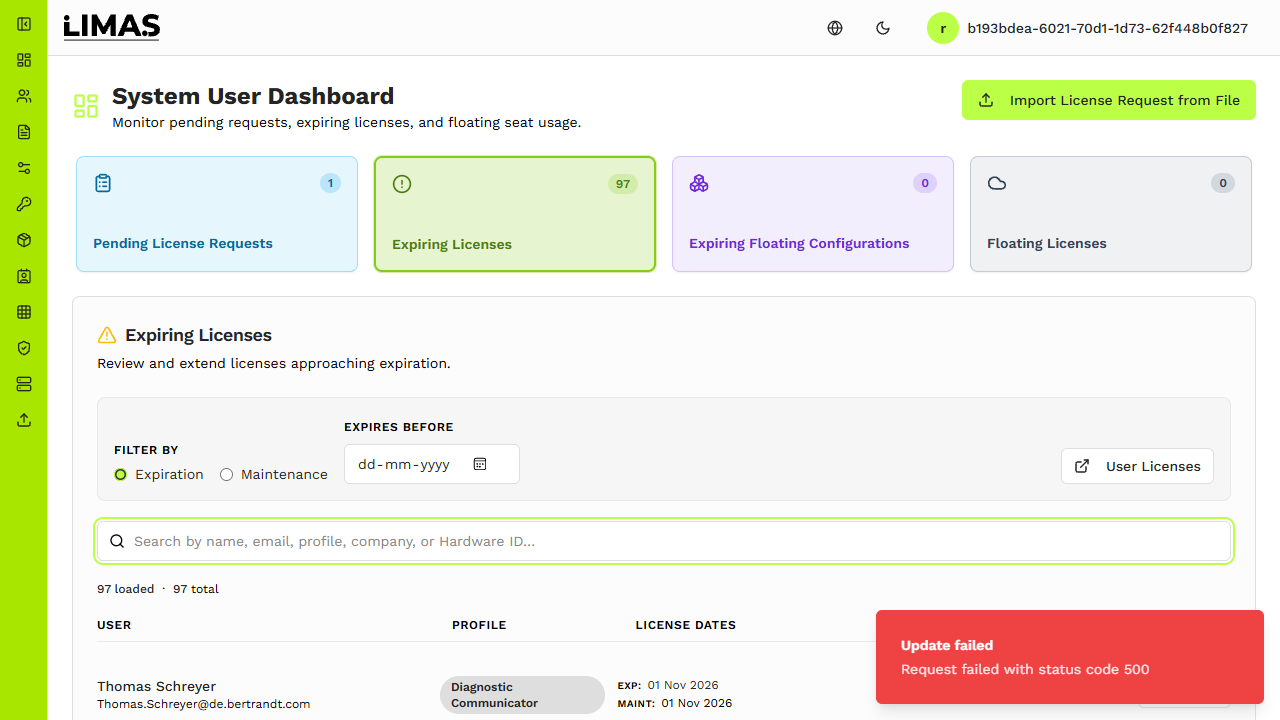 LIMAS
r
b193bdea-6021-70d1-1d73-62f448b0f827
System User Dashboard
Monitor pending requests, expiring licenses, and floating seat usage.
Import License Request from File
1
Pending License Requests
97
Expiring Licenses
0
Expiring Floating Configurations
0
Floating Licenses
Expiring Licenses
Review and extend licenses approaching expiration.
FILTER BY
Expiration
Maintenance
EXPIRES BEFORE
dd-mm-yyyy
User Licenses
Search by name, email, profile, company, or Hardware ID...
97 loaded · 97 total
USER
PROFILE
LICENSE DATES
Thomas Schreyer
Thomas.Schreyer@de.bertrandt.com
Diagnostic
Communicator
EXP: 01 Nov 2026
MAINT: 01 Nov 2026
Update failed
Request failed with status code 500